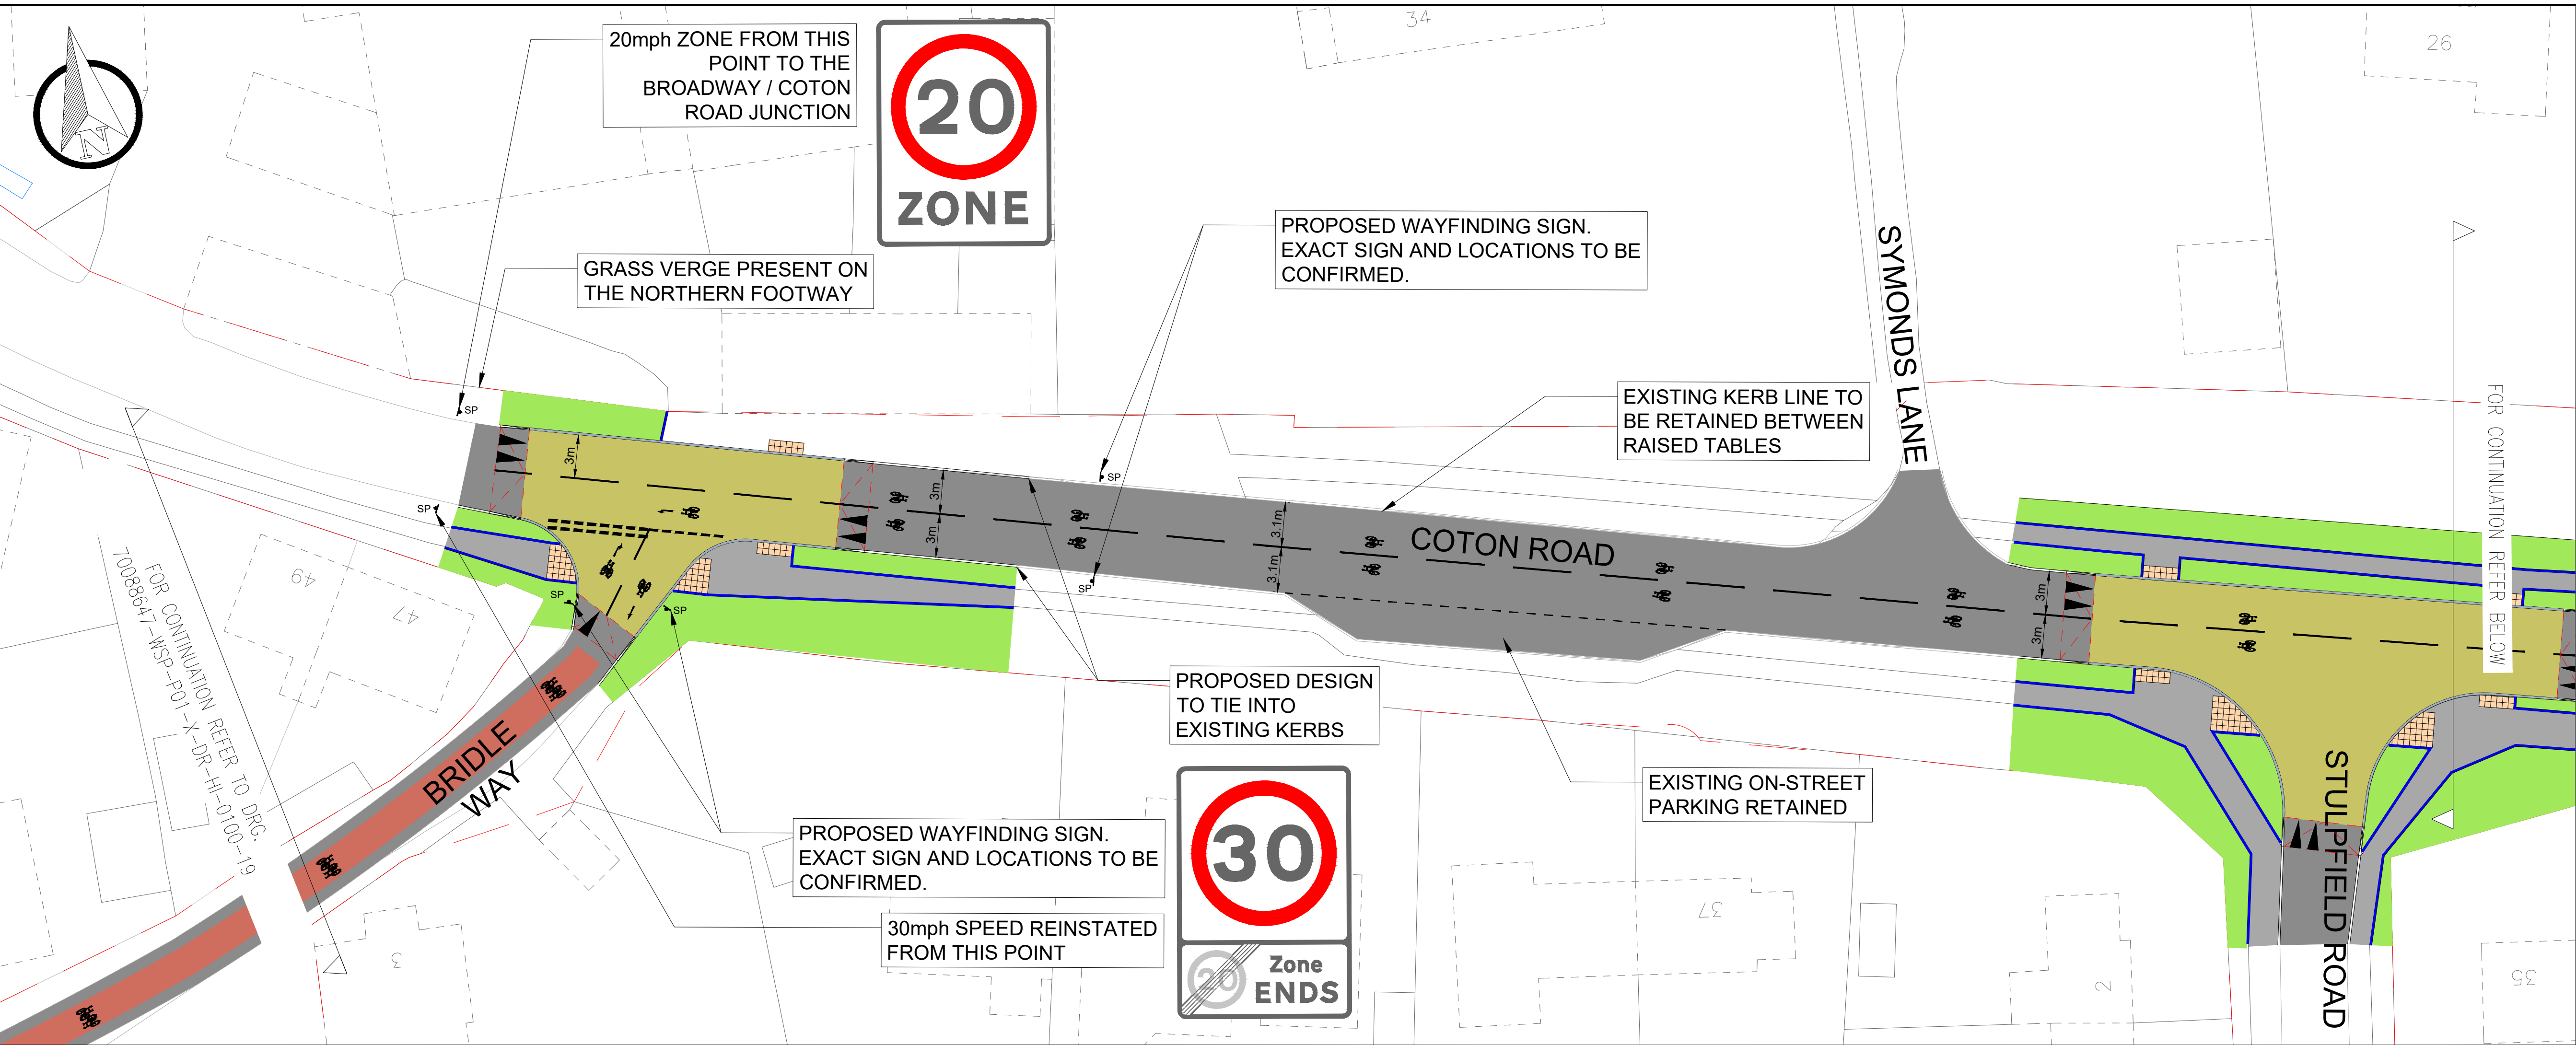 34
26
20mph ZONE FROM THIS
POINT TO THE
BROADWAY / COTON
ROAD JUNCTION
20
ZONE
N
GRASS VERGE PRESENT ON
THE NORTHERN FOOTWAY
PROPOSED WAYFINDING SIGN.
EXACT SIGN AND LOCATIONS TO BE
CONFIRMED.
SYMONDS LANE
EXISTING KERB LINE TO
BE RETAINED BETWEEN
RAISED TABLES
FOR CONTINUATION REFER BELOW
SP
SP
SP
SP
SP
SP
3m
3m
3m
3.1m
3.1m
3m
3m
COTON ROAD
49
47
FOR CONTINUATION REFER TO DRG.
70088647-WSP-P01-X-DR-HI-0100-19
BRIDLE
WAY
PROPOSED DESIGN
TO TIE INTO
EXISTING KERBS
EXISTING ON-STREET
PARKING RETAINED
STULPFIELD ROAD
PROPOSED WAYFINDING SIGN.
EXACT SIGN AND LOCATIONS TO BE
CONFIRMED.
30mph SPEED REINSTATED
FROM THIS POINT
30
20
Zone
ENDS
3
37
2
35